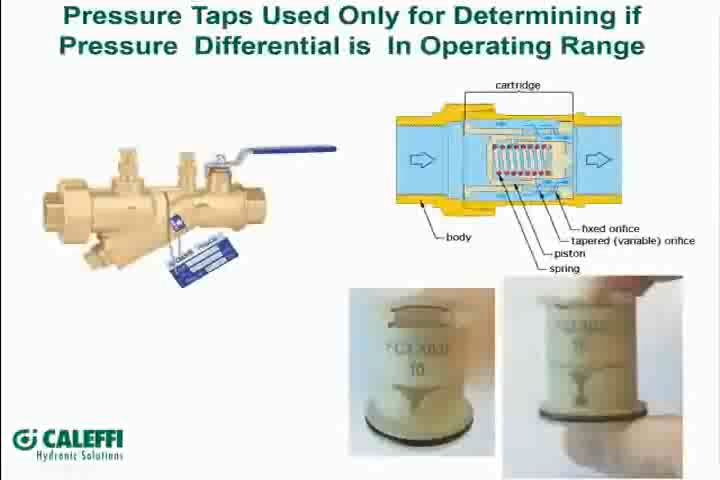 Pressure Taps Used Only for Determining if
Pressure Differential is In Operating Range
cartridge
fixed orifice
tapered (variable) orifice
body
piston
spring
10
CALEFFI
Hydronic Solutions